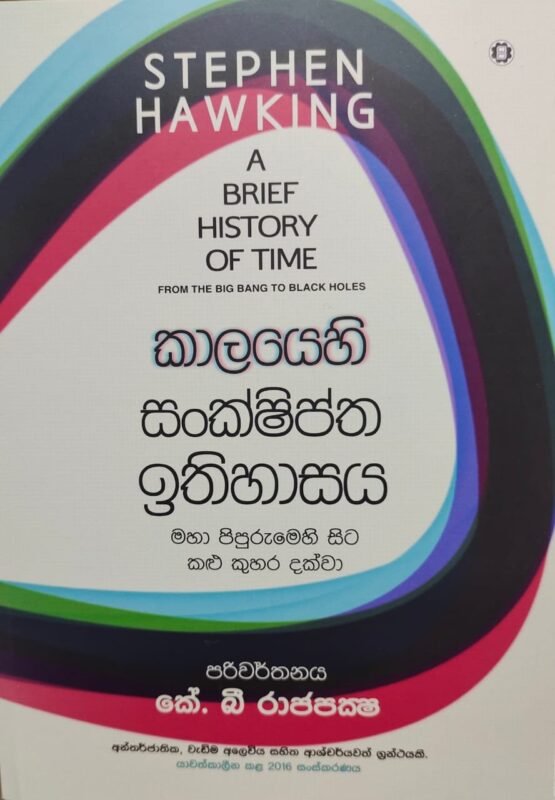 STEPHEN
HAWKING
A
BRIEF
HISTORY
OF TIME
FROM THE BIG BANG TO BLACK HOLES
කාලයෙහි
සංක්ෂිප්ත
ඉතිහාසය
මහා පිපුරුමෙහි සිට
කළු කුහර දක්වා
පරිවර්තනය
කේ. බී රාජපක්ෂ
අන්තර්ජාතික, වැඩිම අලෙවිය සහිත ආශ්චර්යවත් ග්‍රන්ථයකි.
යාවත්කාලීන කළ 2016 සංස්කරණය